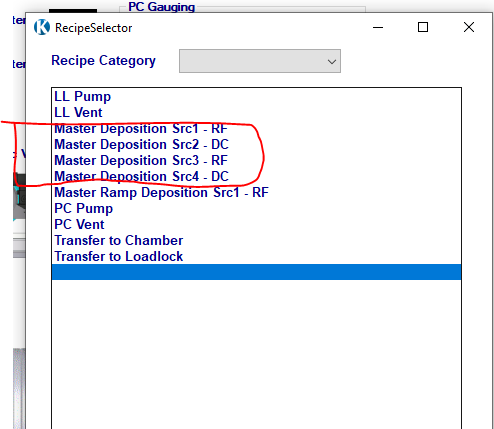 PC Gauging
RecipeSelector
Recipe Category
LL Pump
LL Vent
Master Deposition Src1 - RF
Master Deposition Src2 - DC
Master Deposition Src3 - RF
Master Deposition Src4 - DC
Master Ramp Deposition Src1 - RF
PC Pump
PC Vent
Transfer to Chamber
Transfer to Loadlock